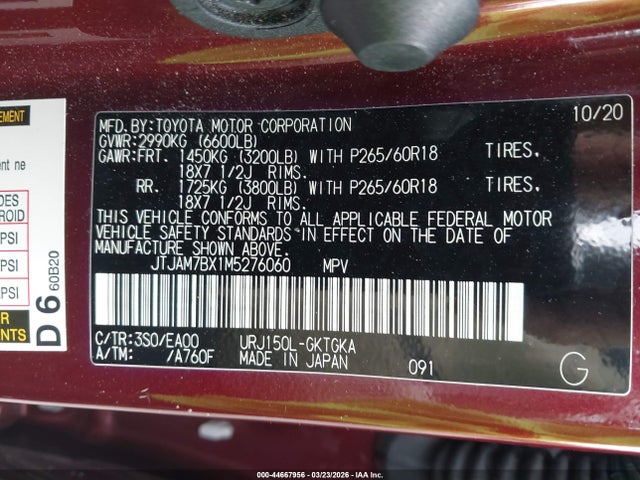 MFD.BY:TOYOTA MOTOR CORPORATION 10/20
GVWR:2990KG (6600LB)
GAWR:FRT. 1450KG (3200LB) WITH P265/60R18 TIRES.
18X7 1/2J RIMS.
RR. 1725KG (3800LB) WITH P265/60R18 TIRES.
18X7 1/2J RIMS.
THIS VEHICLE CONFORMS TO ALL APPLICABLE FEDERAL MOTOR
VEHICLE SAFETY STANDARDS IN EFFECT ON THE DATE OF
MANUFACTURE SHOWN ABOVE.
JTJAM7BX1M5276060 MPV
C/TR:3S0/EA00 URJ150L-GKTGKA
A/TM: /A760F MADE IN JAPAN 091 G
EMENT
nt ne
DES
ROID
PSI
PSI
PSI
R
ENTS
D 6 60B20
000-44667956 - 03/23/2026 - IAA Inc.